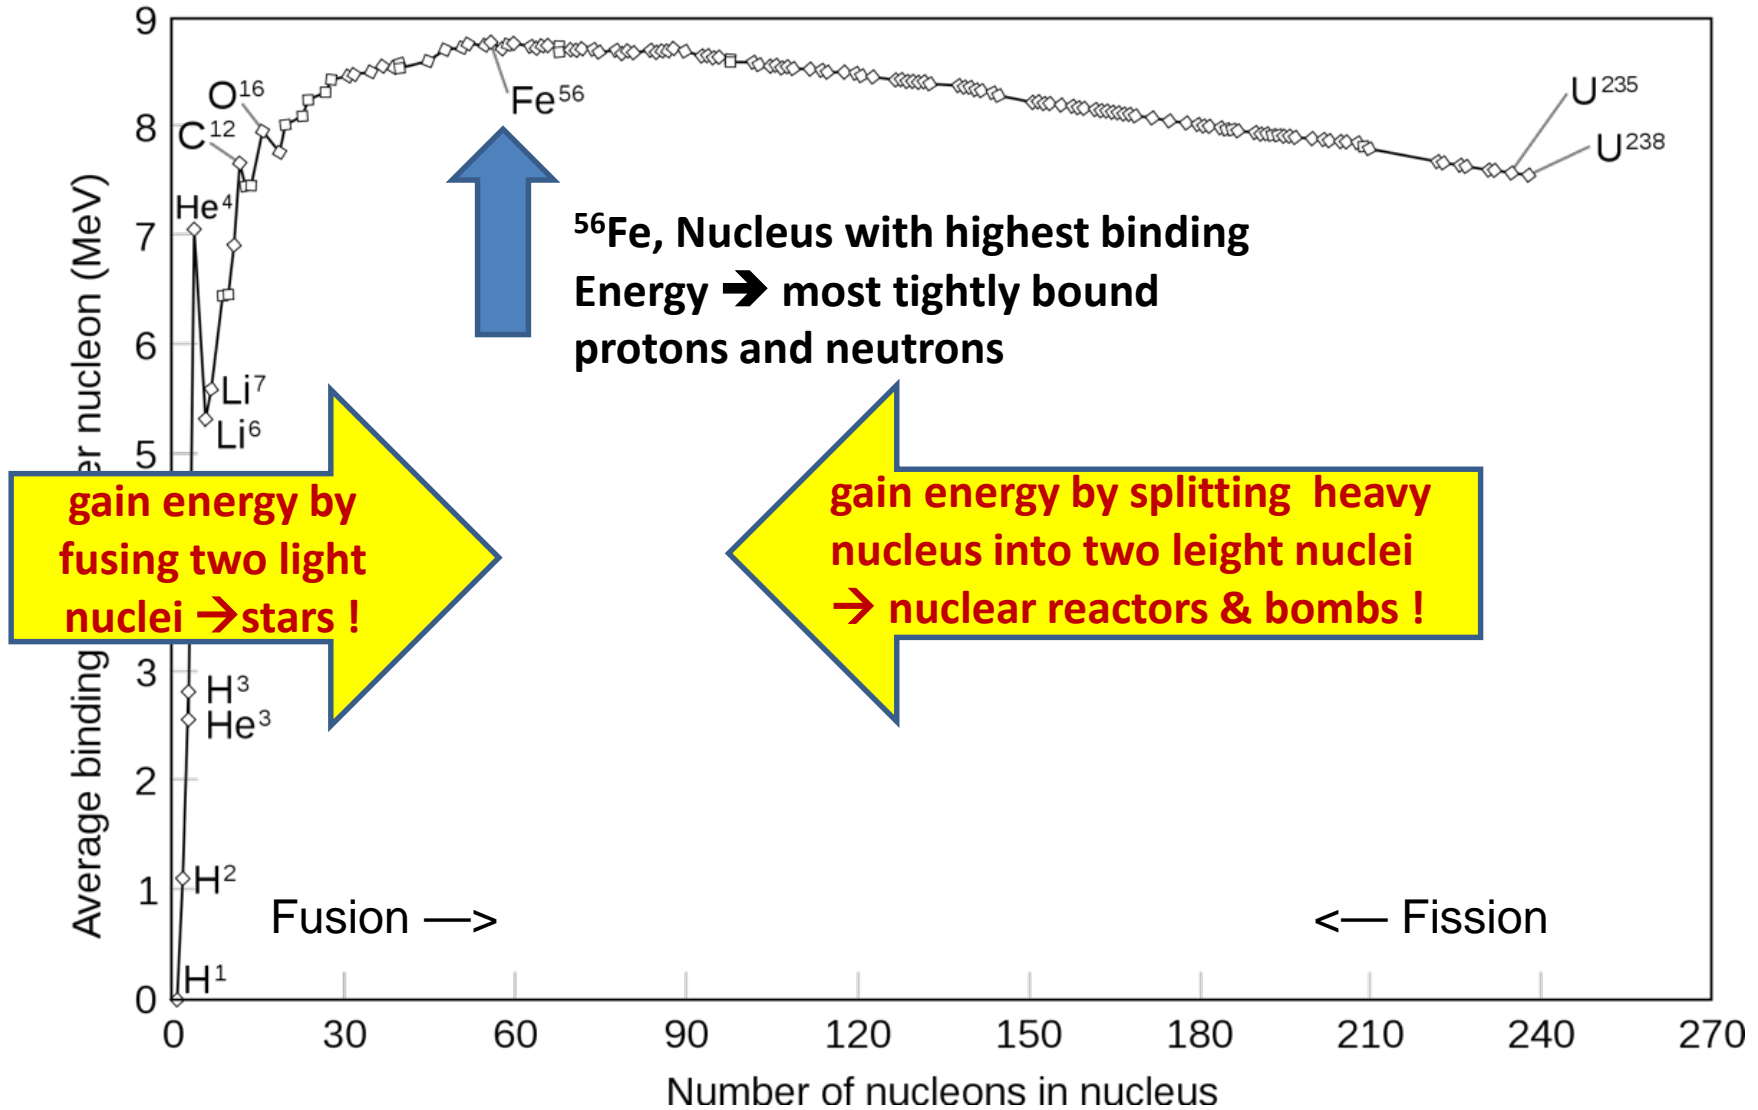 9
8
7
6
5
3
2
1
0
0 30 60 90 120 150 180 210 240 270
Average binding er nucleon (MeV)
Number of nucleons in nucleus
O¹⁶
C¹²
He⁴
Li⁷
Li⁶
H³
He³
H²
H¹
Fe⁵⁶
U²³⁵
U²³⁸
⁵⁶Fe, Nucleus with highest binding
Energy ➔ most tightly bound
protons and neutrons
gain energy by
fusing two light
nuclei →stars !
gain energy by splitting heavy
nucleus into two leight nuclei
→ nuclear reactors & bombs !
Fusion —>
<— Fission